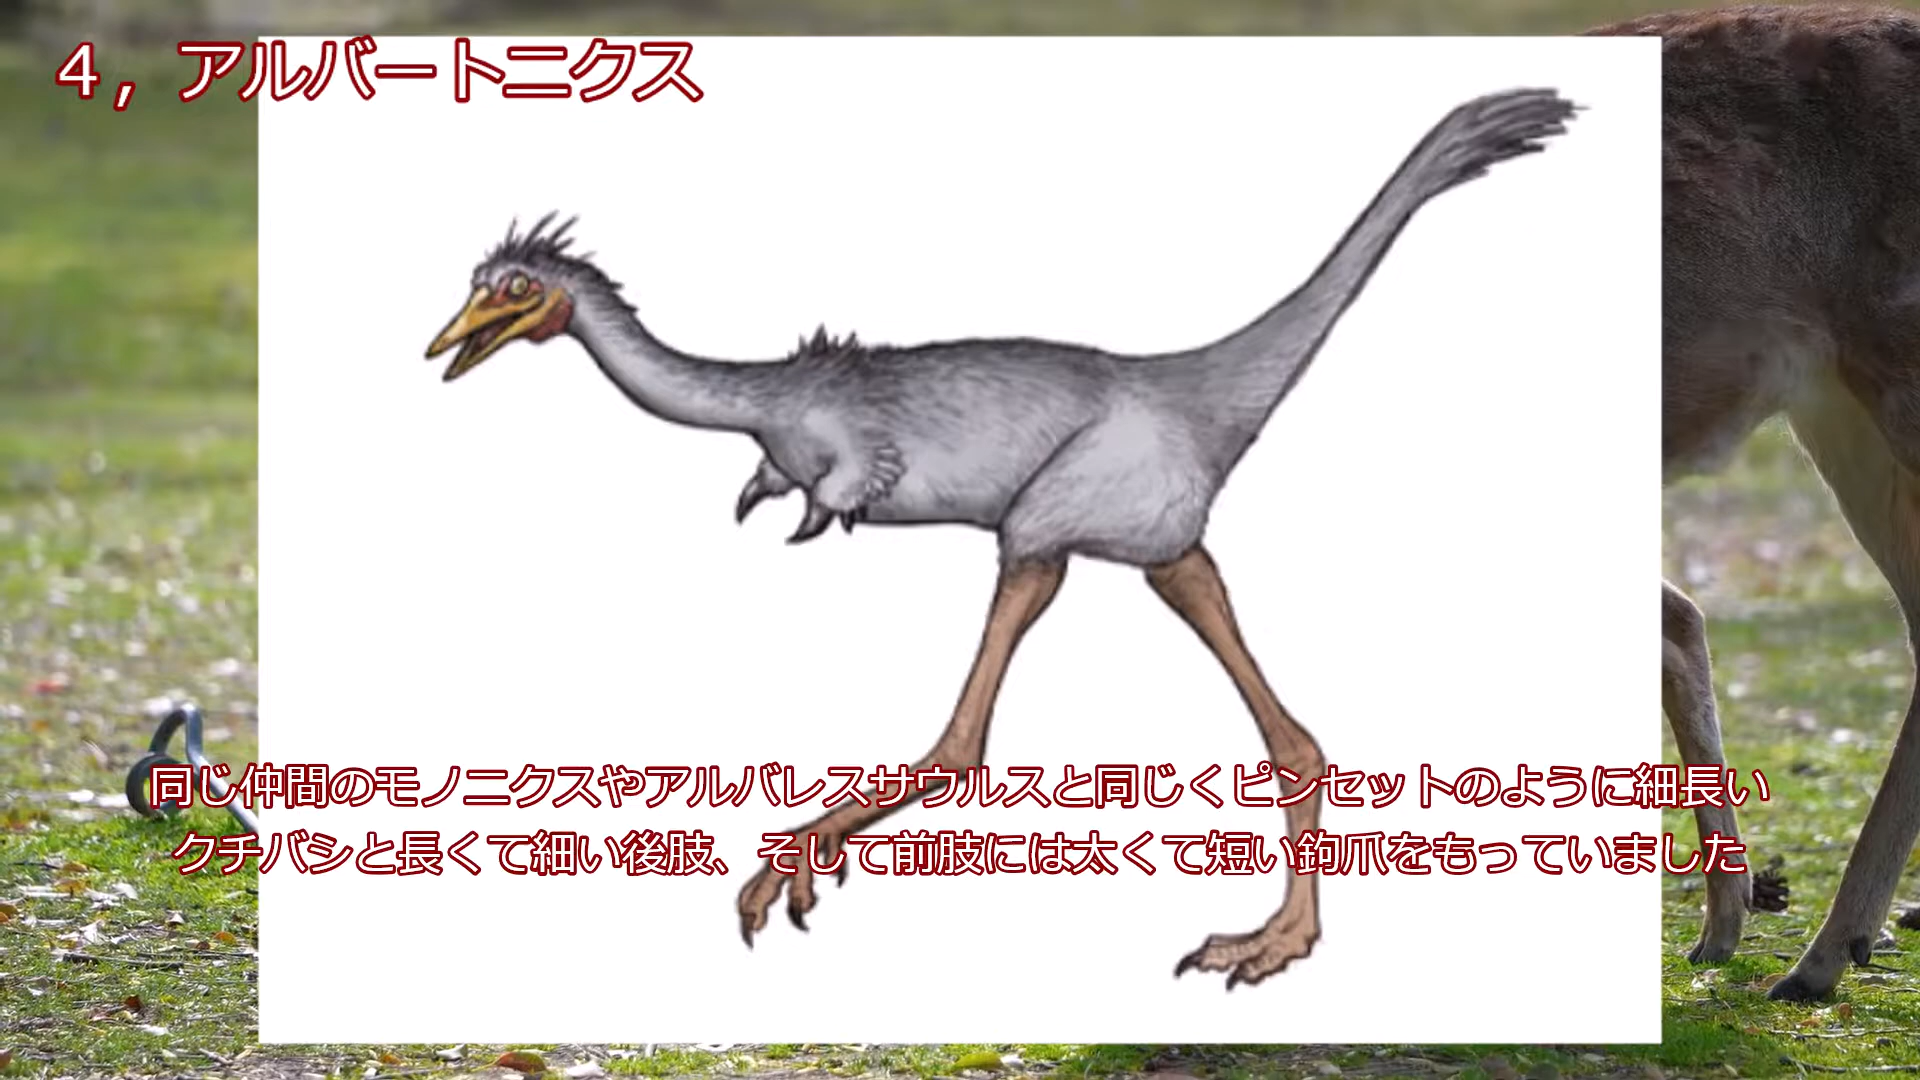 ４，アルバートニクス
同じ仲間のモノニクスやアルバレスサウルスと同じくピンセットのように細長い
クチバシと長くて細い後肢、そして前肢には太くて短い鉤爪をもっていました